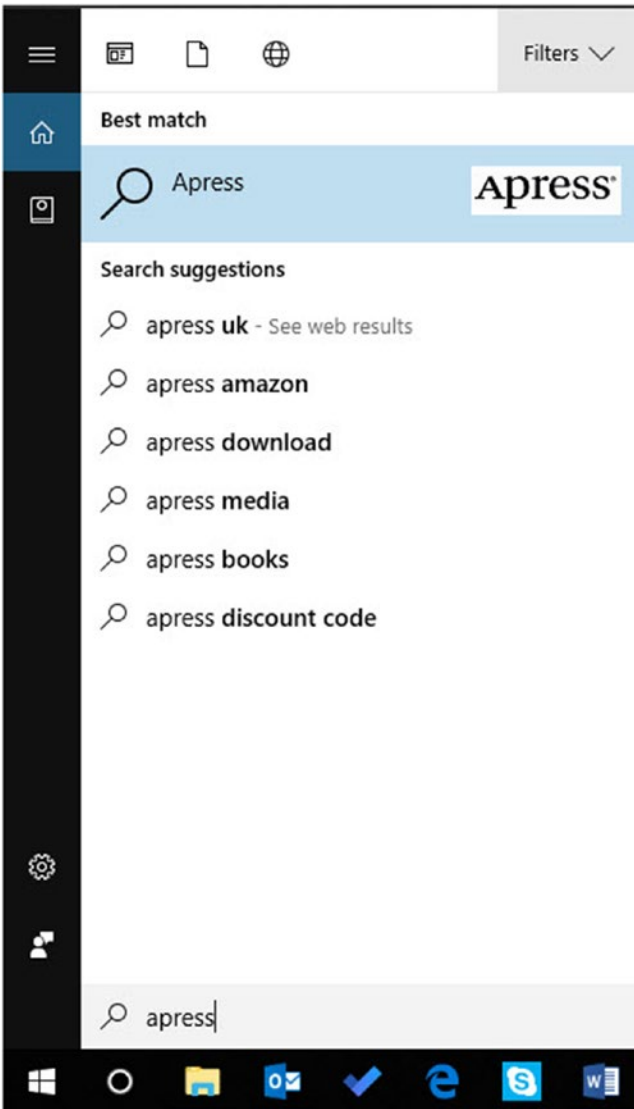 Filters
Best match
Apress Apress®
Search suggestions
apress uk - See web results
apress amazon
apress download
apress media
apress books
apress discount code
apress